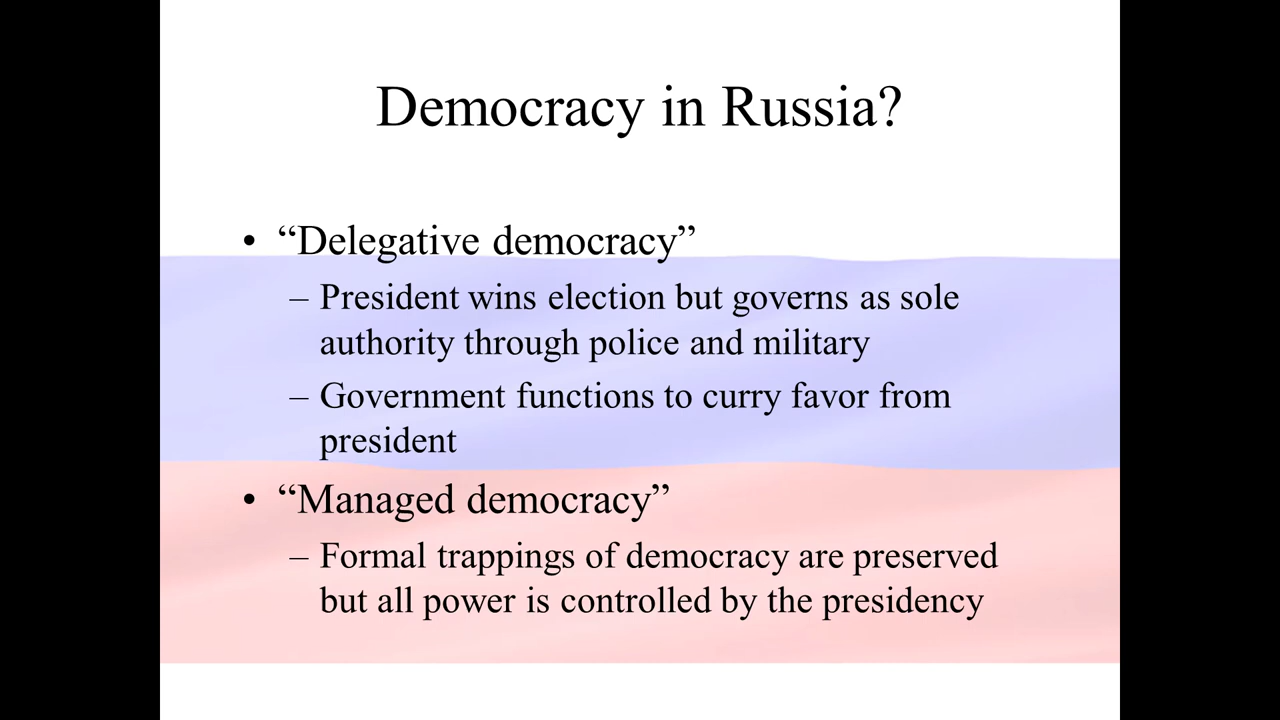 Democracy in Russia?
• “Delegative democracy”
– President wins election but governs as sole
authority through police and military
– Government functions to curry favor from
president
• “Managed democracy”
– Formal trappings of democracy are preserved
but all power is controlled by the presidency